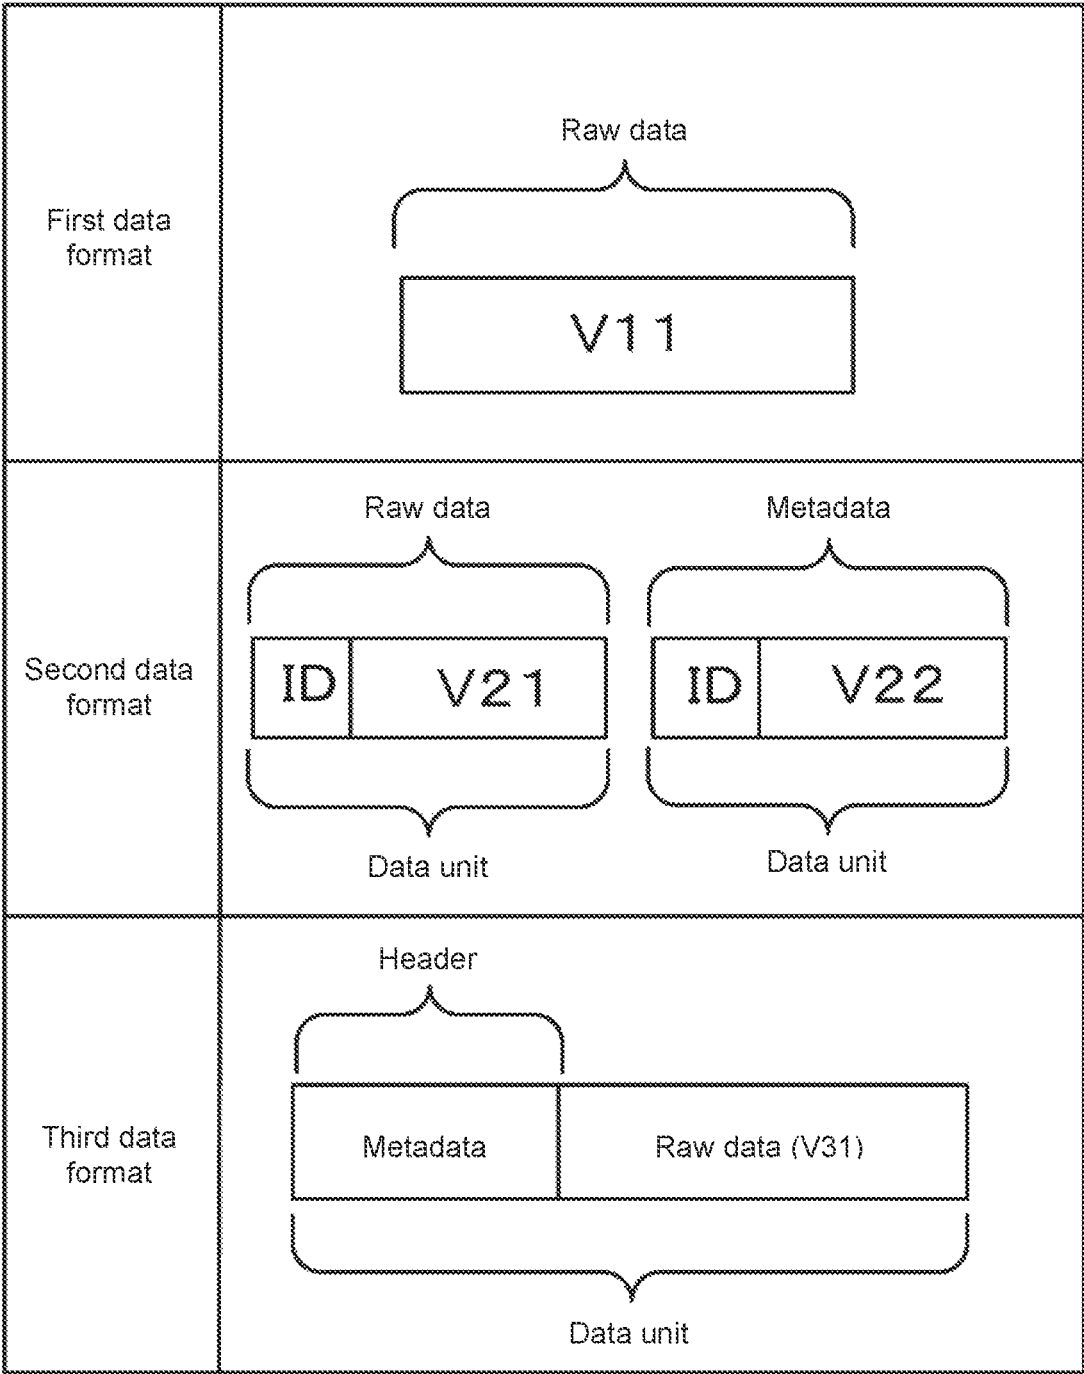 First data
format
Raw data
V11
Second data
format
Raw data
Metadata
ID
V21
ID
V22
Data unit
Data unit
Third data
format
Header
Metadata
Raw data (V31)
Data unit